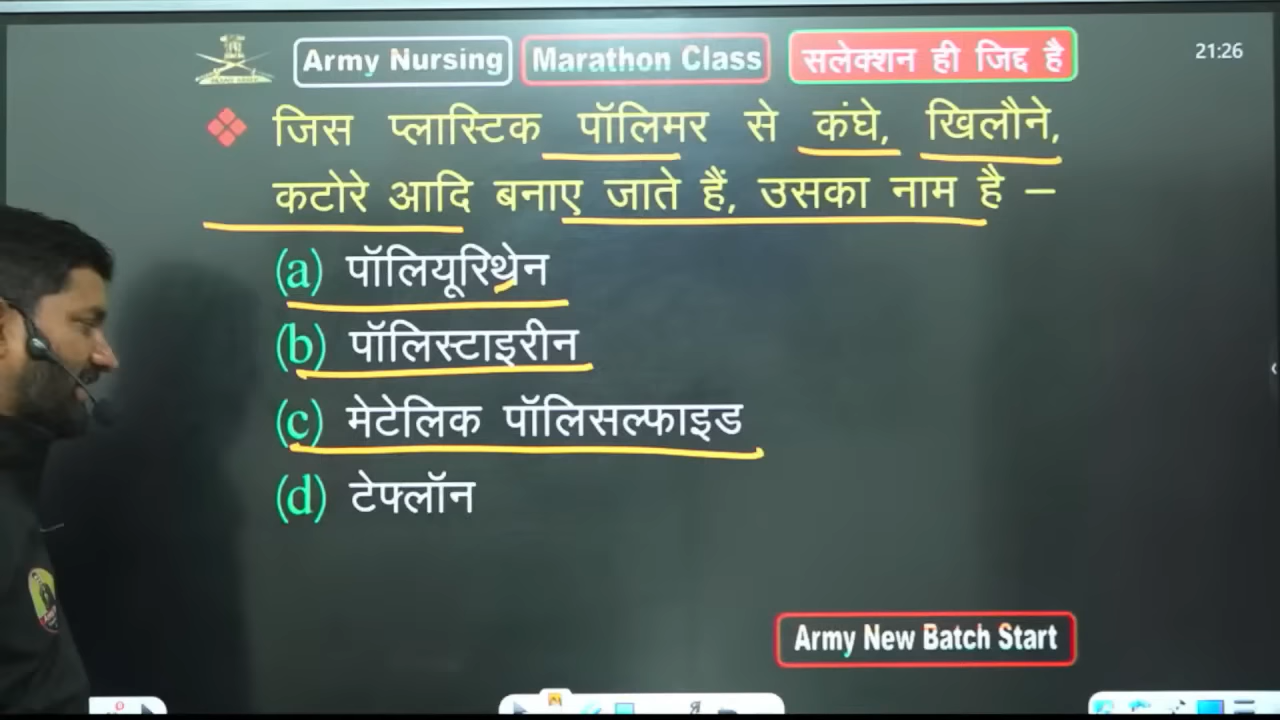 Army Nursing Marathon Class सलेक्शन ही जिद्द है 21:26
जिस प्लास्टिक पॉलिमर से कंघे, खिलौने,
कटोरे आदि बनाए जाते हैं, उसका नाम है –
(a) पॉलियूरिथ्रेन
(b) पॉलिस्टाइरीन
(c) मेटेलिक पॉलिसल्फाइड
(d) टेफ्लॉन
Army New Batch Start